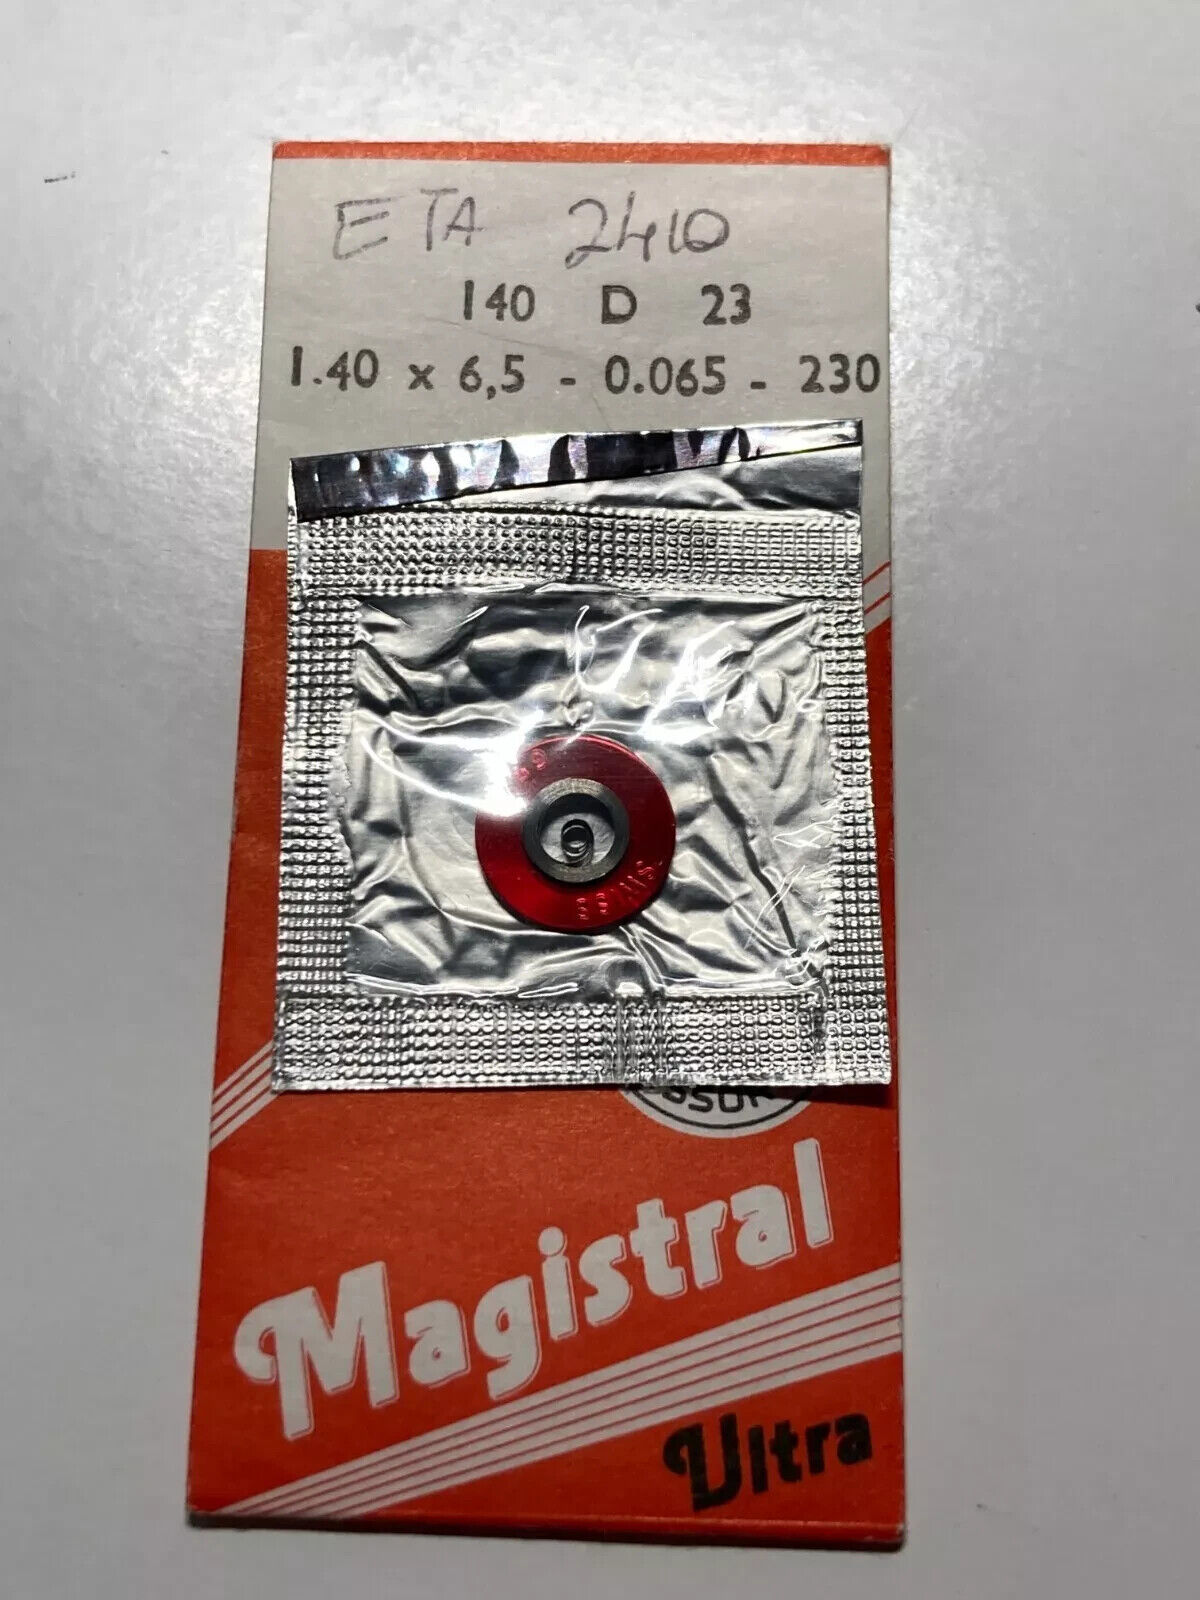 ETA 2410
140 D 23
1.40 x 6,5 - 0.065 - 230
Magistral
Ultra